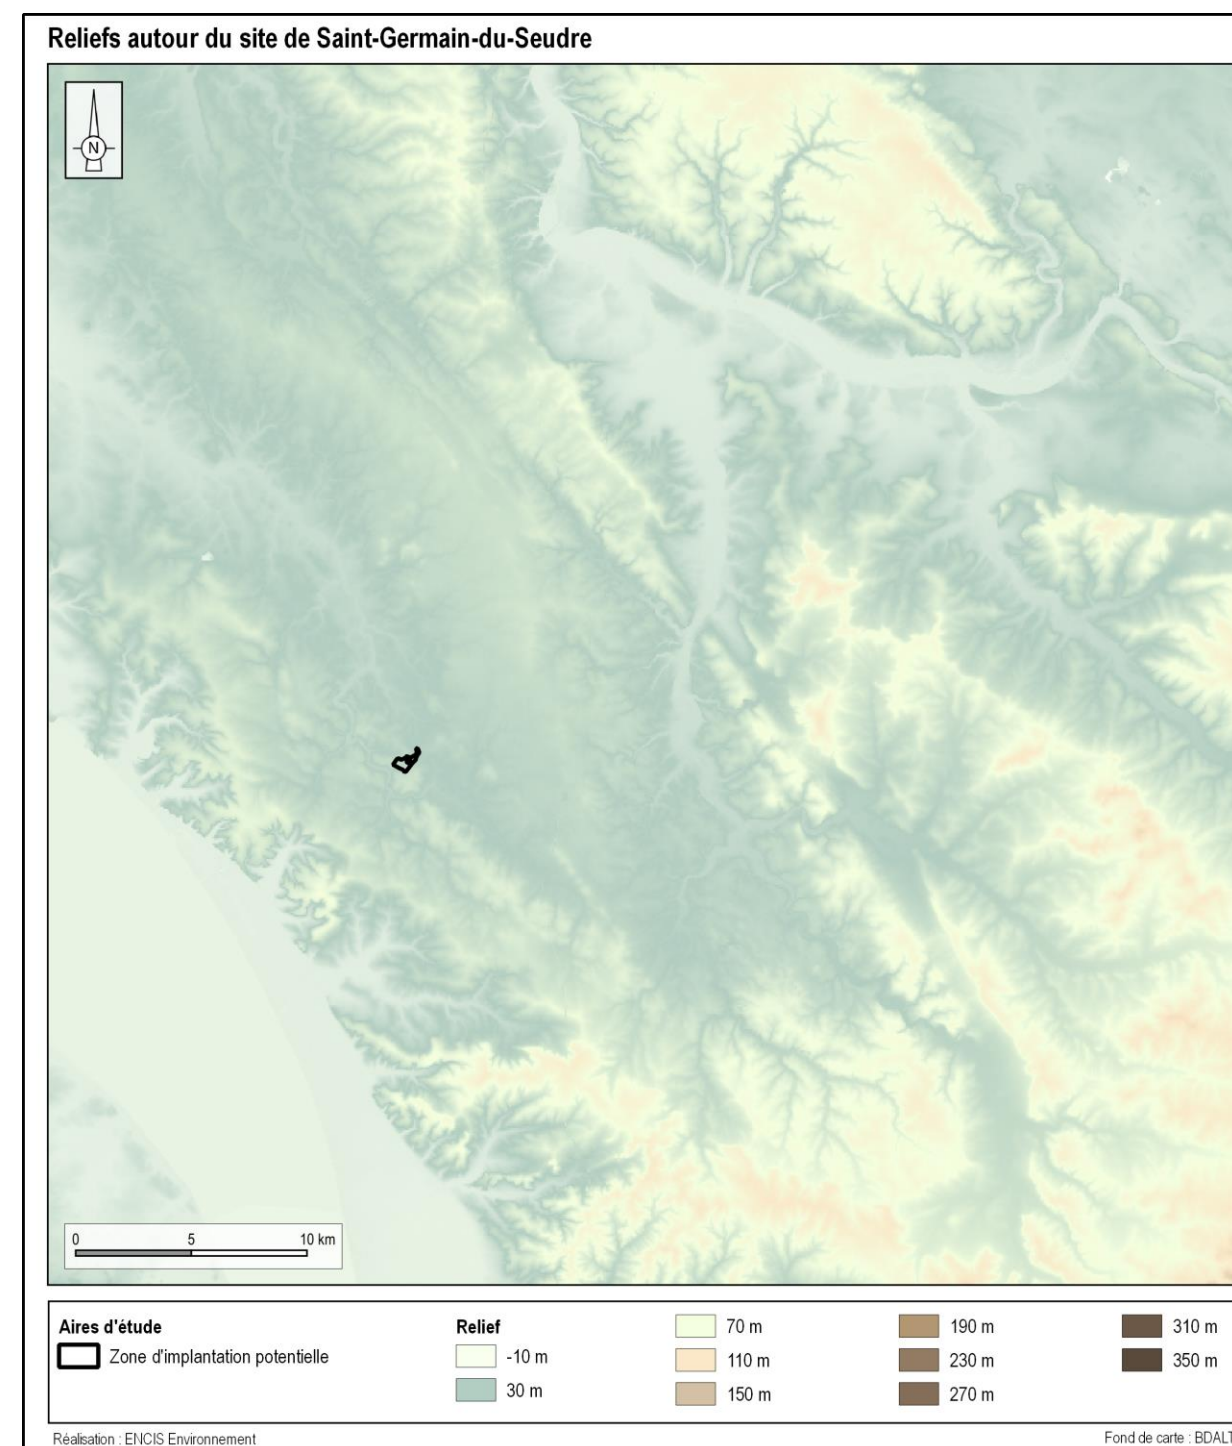 Reliefs autour du site de Saint-Germain-du-Seudre
N
0 5 10 km
Aires d'étude
Zone d'implantation potentielle
Relief
-10 m
30 m
70 m
110 m
150 m
190 m
230 m
270 m
310 m
350 m
Réalisation : ENCIS Environnement
Fond de carte : BDALT